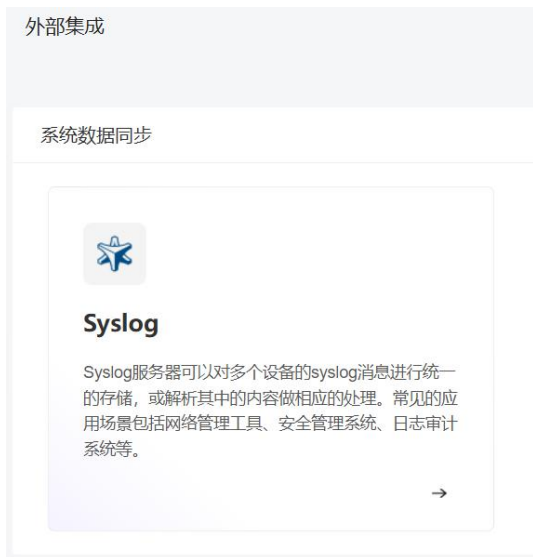 外部集成
系统数据同步
Syslog
Syslog服务器可以对多个设备的syslog消息进行统一
的存储，或解析其中的内容做相应的处理。常见的应
用场景包括网络管理工具、安全管理系统、日志审计
系统等。